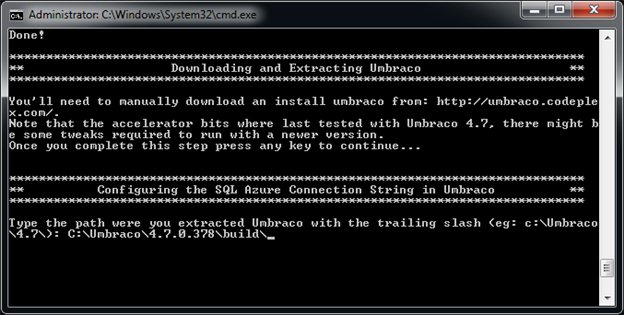 Administrator: C:\Windows\System32\cmd.exe
Done!
*******************************************************************************
**                    Downloading and Extracting Umbraco                     **
*******************************************************************************
You'll need to manually download an install umbraco from: http://umbraco.codeple
x.com/.
Note that the accelerator bits where last tested with Umbraco 4.7, there might b
e some tweaks required to run with a newer version.
Once you complete this step press any key to continue...
*******************************************************************************
**          Configuring the SQL Azure Connection String in Umbraco           **
*******************************************************************************
Type the path were you extracted Umbraco with the trailing slash (eg: c:\Umbraco
\4.7\): C:\Umbraco\4.7.0.378\build\_